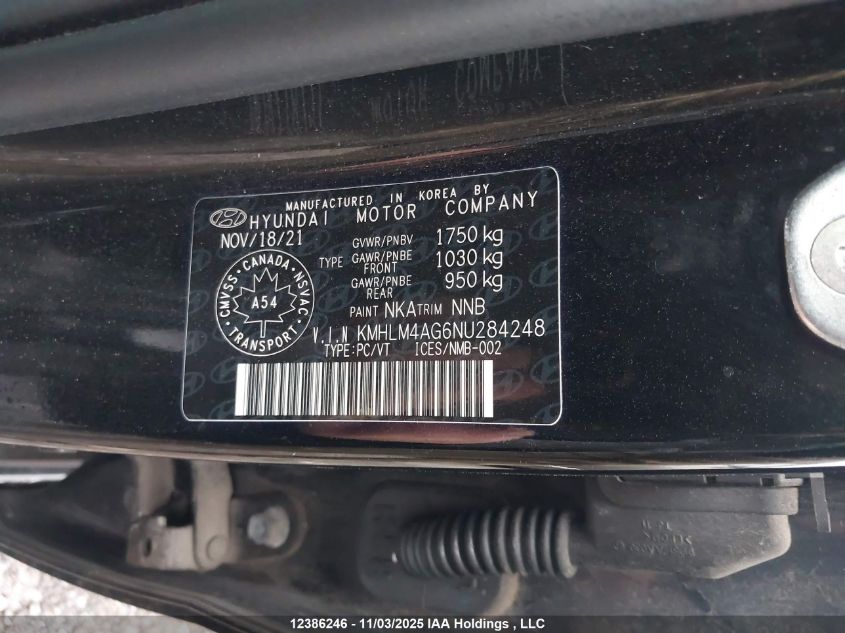 MANUFACTURED IN KOREA BY
HYUNDAI MOTOR COMPANY
NOV/18/21
GVWR/PNBV 1750 kg
TYPE GAWR/PNBE FRONT 1030 kg
GAWR/PNBE REAR 950 kg
CMVSS • CANADA • NSVAC
A54
TRANSPORT
PAINT NKA TRIM NNB
V.I.N KMHLM4AG6NU284248
TYPE:PC/VT ICES/NMB-002
12386246 - 11/03/2025 IAA Holdings , LLC